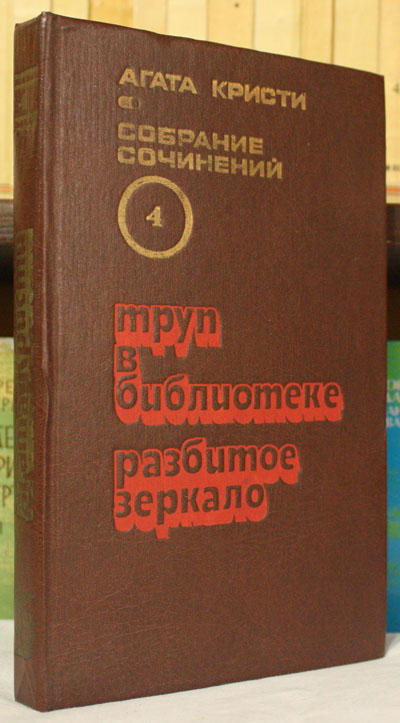 АГАТА КРИСТИ
СОБРАНИЕ
СОЧИНЕНИЙ
4
труп
в
библиотеке
разбитое
зеркало